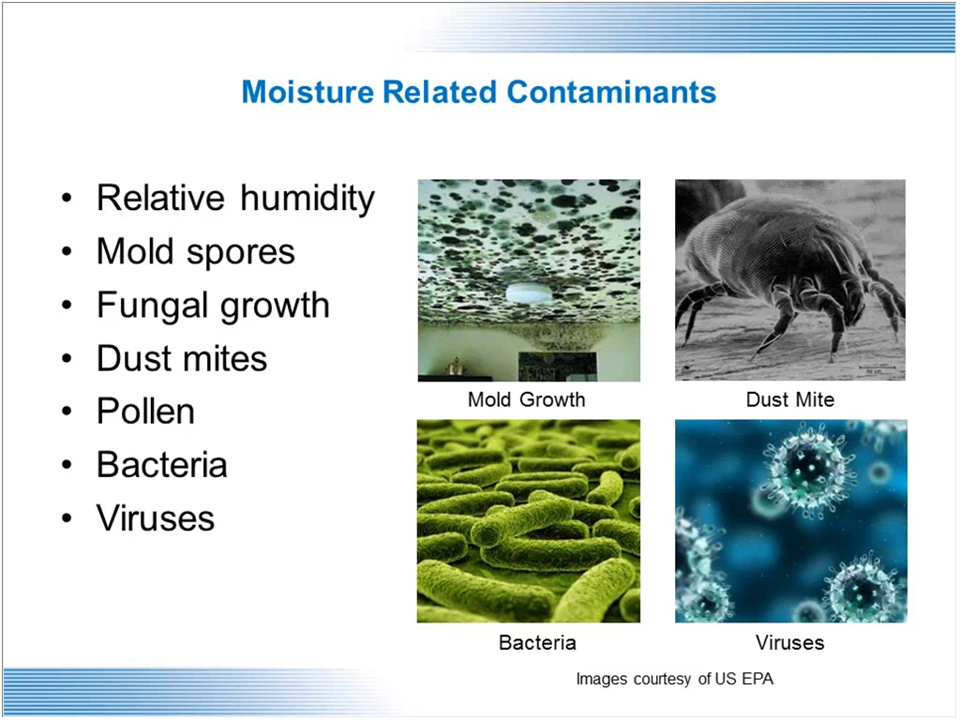 Moisture Related Contaminants
• Relative humidity
• Mold spores
• Fungal growth
• Dust mites
• Pollen
• Bacteria
• Viruses
Mold Growth
Dust Mite
Bacteria
Viruses
Images courtesy of US EPA